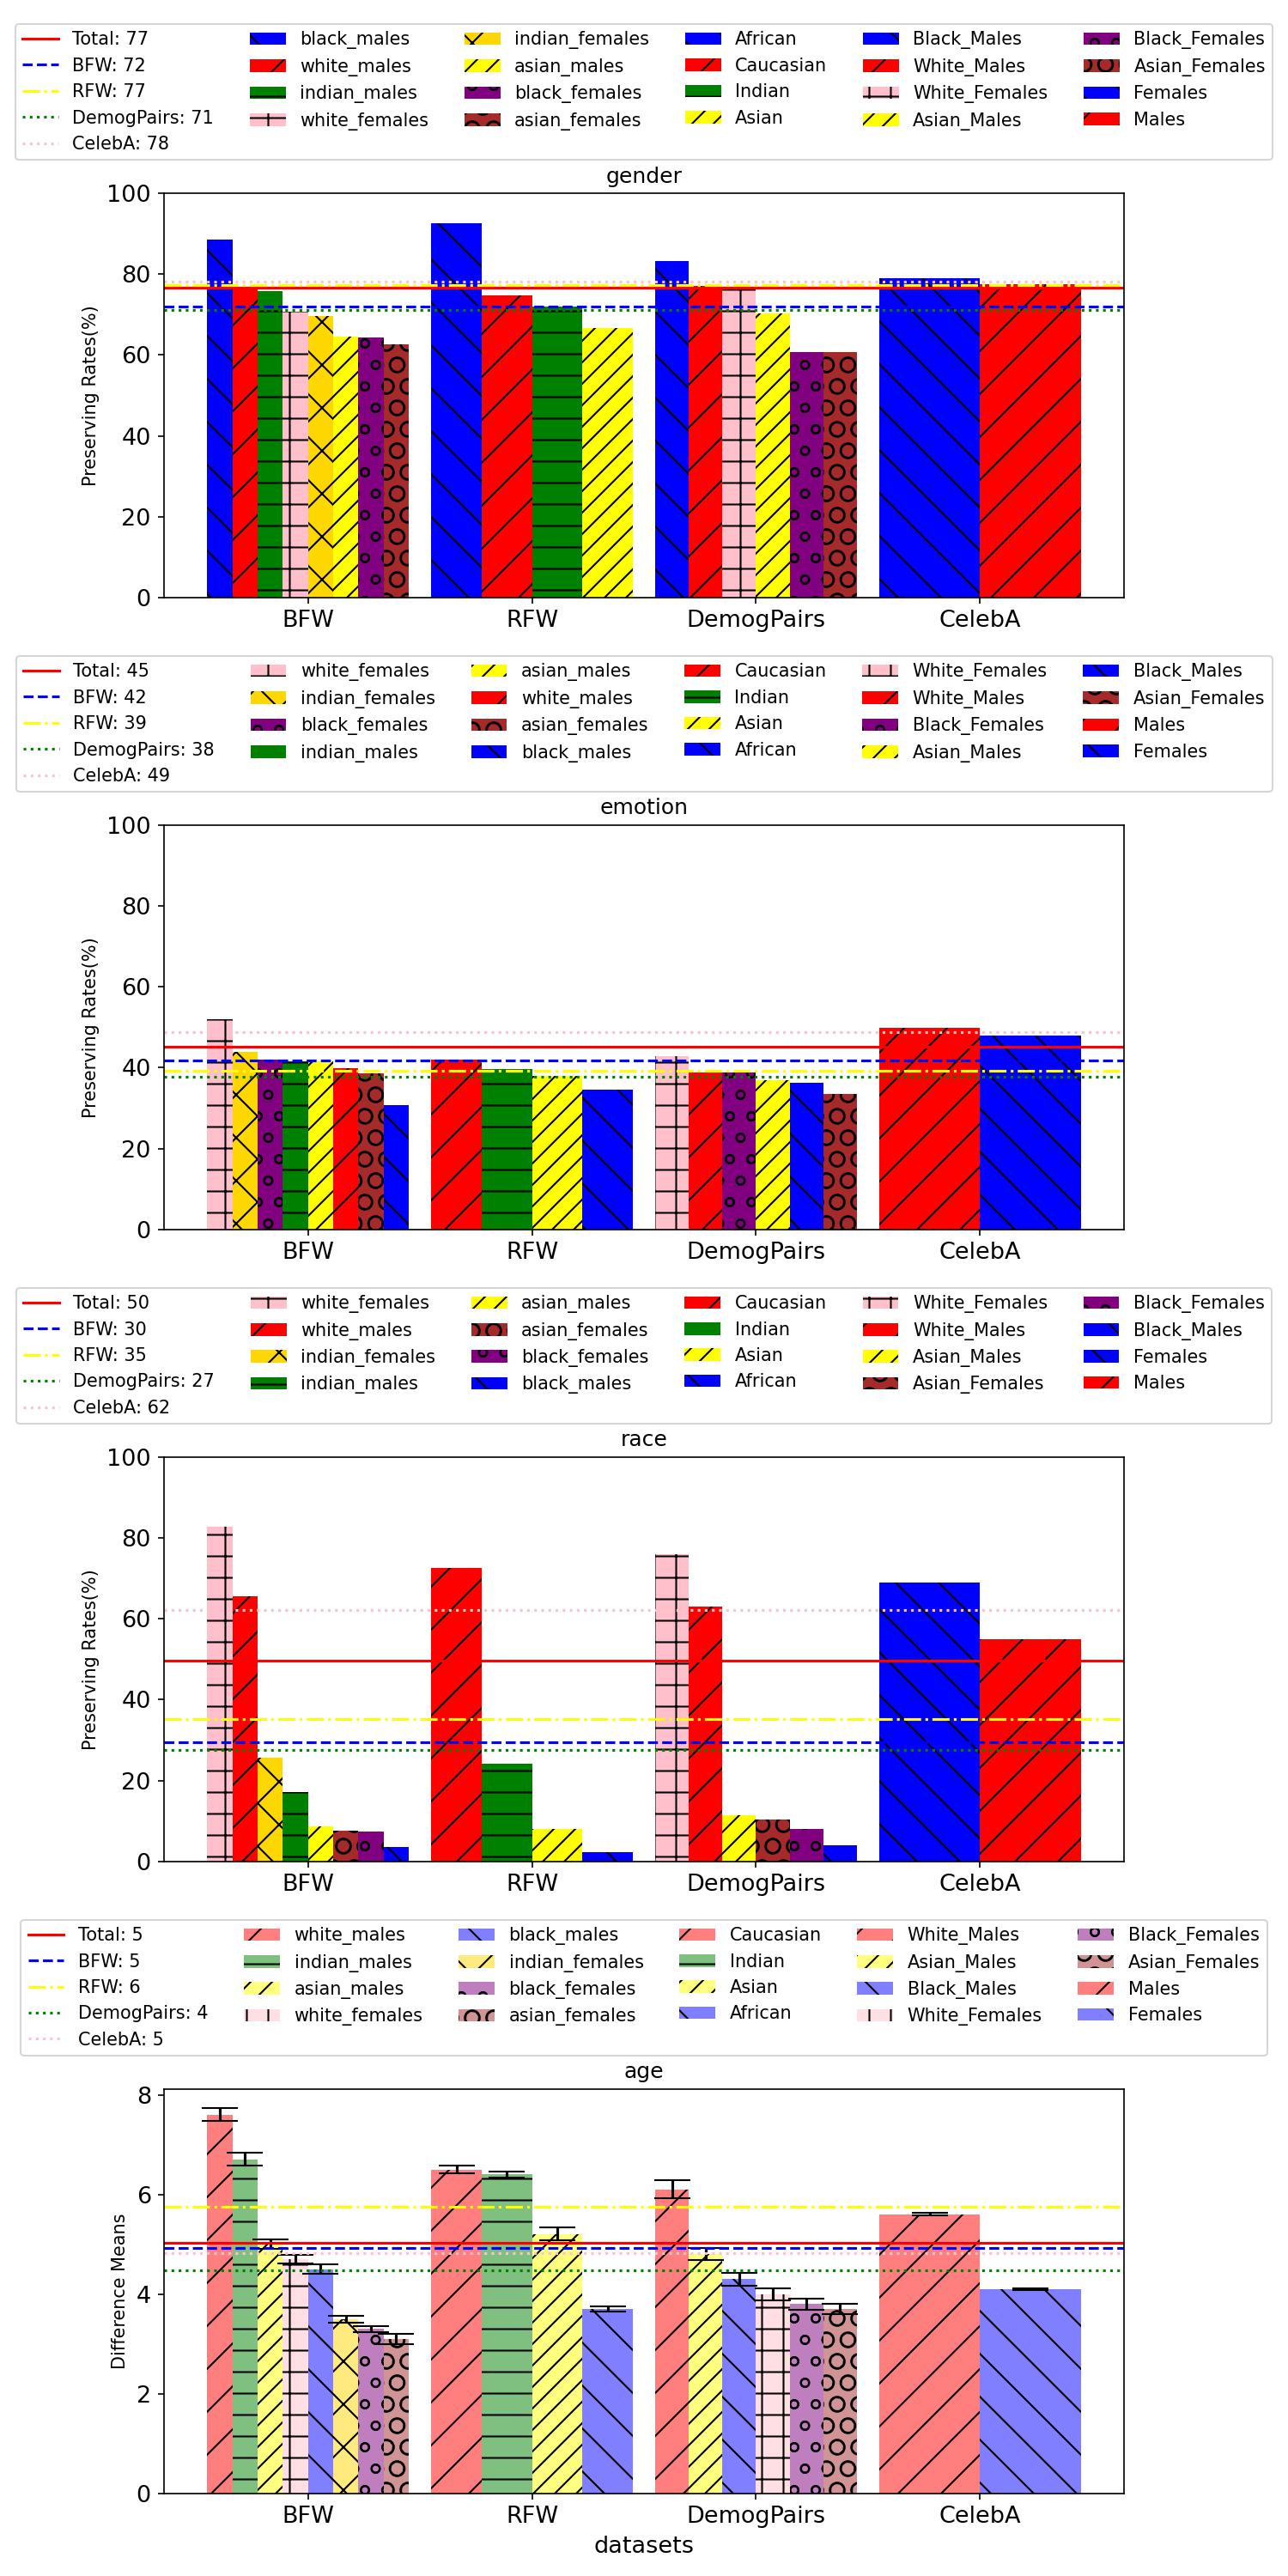 Total: 77 black_males indian_females African Black_Males Black_Females
BFW: 72 white_males asian_males Caucasian White_Males Asian_Females
RFW: 77 indian_males black_females Indian White_Females Females
DemogPairs: 71 white_females asian_females Asian Asian_Males Males
CelebA: 78
gender
100
80
60
40
20
0
Preserving Rates(%)
BFW RFW DemogPairs CelebA
Total: 45 white_females asian_males Caucasian White_Females Black_Males
BFW: 42 indian_females white_males Indian White_Males Asian_Females
RFW: 39 black_females asian_females Asian Black_Females Males
DemogPairs: 38 indian_males black_males African Asian_Males Females
CelebA: 49
emotion
100
80
60
40
20
0
Preserving Rates(%)
BFW RFW DemogPairs CelebA
Total: 50 white_females asian_males Caucasian White_Females Black_Females
BFW: 30 white_males asian_females Indian White_Males Black_Males
RFW: 35 indian_females black_females Asian Asian_Males Females
DemogPairs: 27 indian_males black_males African Asian_Females Males
CelebA: 62
race
100
80
60
40
20
0
Preserving Rates(%)
BFW RFW DemogPairs CelebA
Total: 5 white_males black_males Caucasian White_Males Black_Females
BFW: 5 indian_males indian_females Indian Asian_Males Asian_Females
RFW: 6 asian_males black_females Asian Black_Males Males
DemogPairs: 4 white_females asian_females African White_Females Females
CelebA: 5
age
8
6
4
2
0
Difference Means
BFW RFW DemogPairs CelebA
datasets